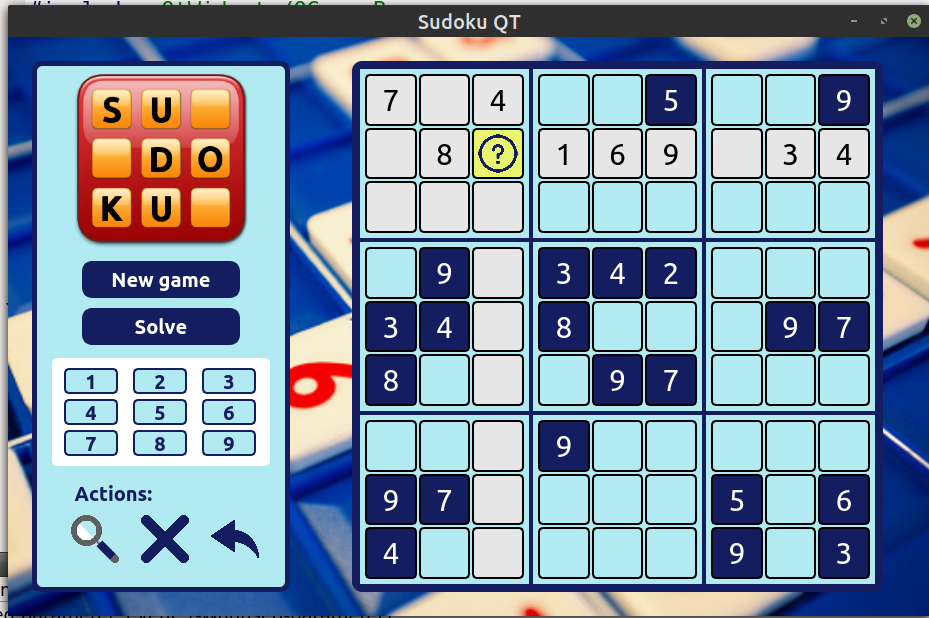 Sudoku QT
S U
D O
K U
New game
Solve
1 2 3
4 5 6
7 8 9
Actions:
7 4 5 9
8 ? 1 6 9 3 4
9 3 4 2
3 4 8 9 7
8 9 7
9
9 7 5 6
4 9 3